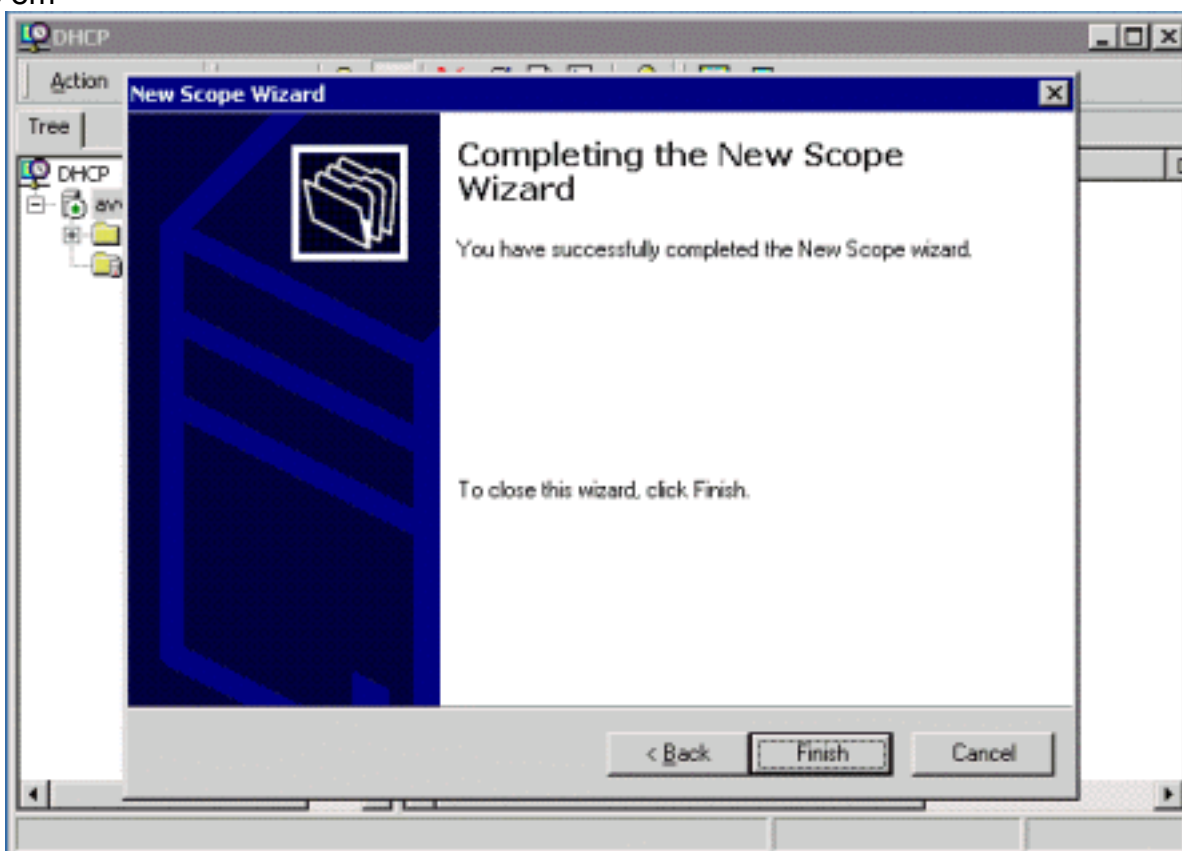 DHCP
Action
New Scope Wizard
Tree
DHCP
Completing the New Scope
Wizard
You have successfully completed the New Scope wizard.
To close this wizard, click Finish.
< Back
Finish
Cancel